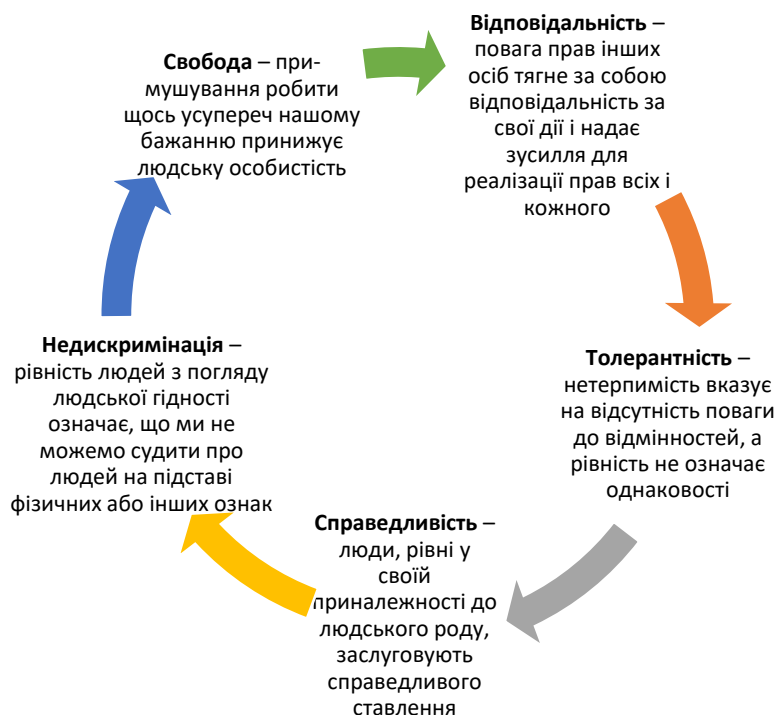 Свобода – при-
мушування робити
щось усупереч нашому
бажанню принижує
людську особистість
Відповідальність –
повага прав інших
осіб тягне за собою
відповідальність за
свої дії і надає
зусилля для
реалізації прав всіх і
кожного
Толерантність –
нетерпимість вказує
на відсутність поваги
до відмінностей, а
рівність не означає
однаковості
Справедливість –
люди, рівні у
своїй
приналежності до
людського роду,
заслуговують
справедливого
ставлення
Недискримінація –
рівність людей з погляду
людської гідності
означає, що ми не
можемо судити про
людей на підставі
фізичних або інших ознак